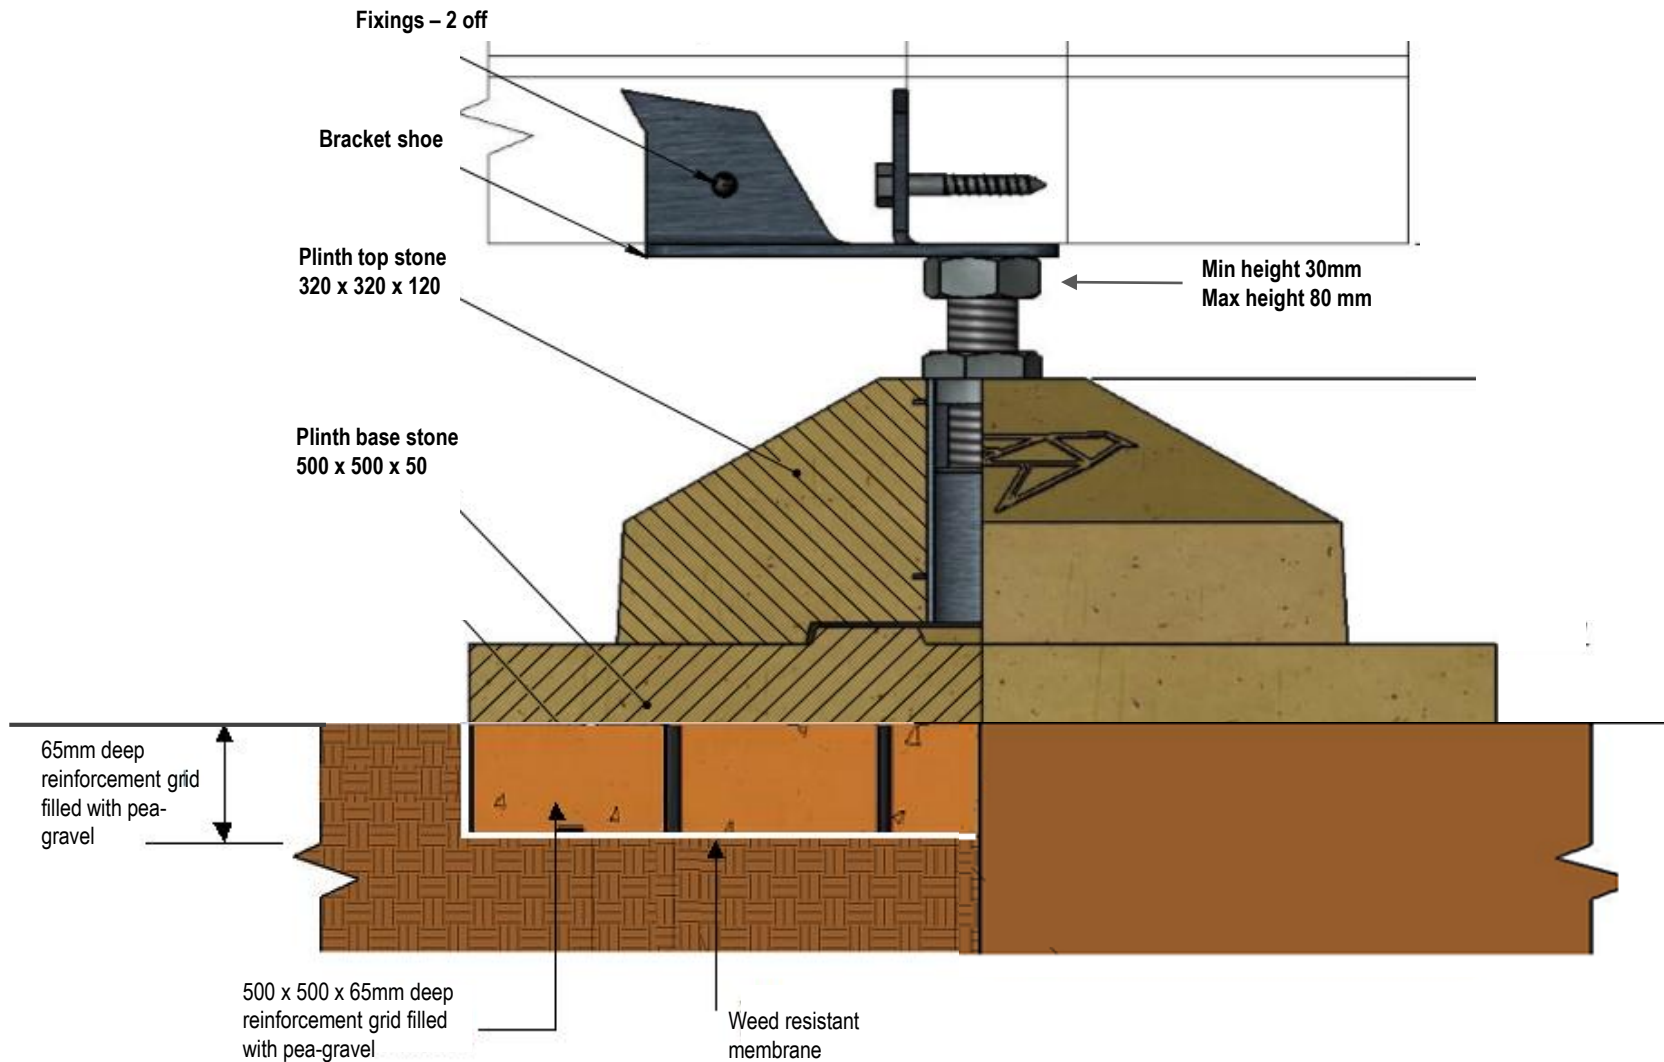 Fixings – 2 off
Bracket shoe
Plinth top stone
320 x 320 x 120
Min height 30mm
Max height 80 mm
Plinth base stone
500 x 500 x 50
65mm deep
reinforcement grid
filled with pea-
gravel
500 x 500 x 65mm deep
reinforcement grid filled
with pea-gravel
Weed resistant
membrane